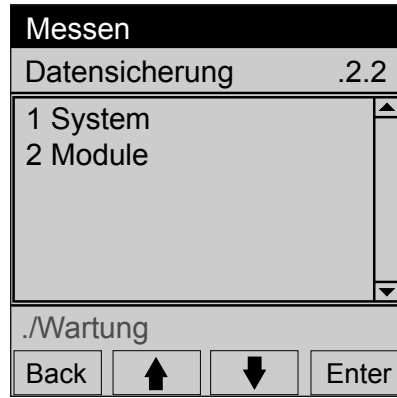 Messen
Datensicherung .2.2
1 System
2 Module
./Wartung
Back Enter